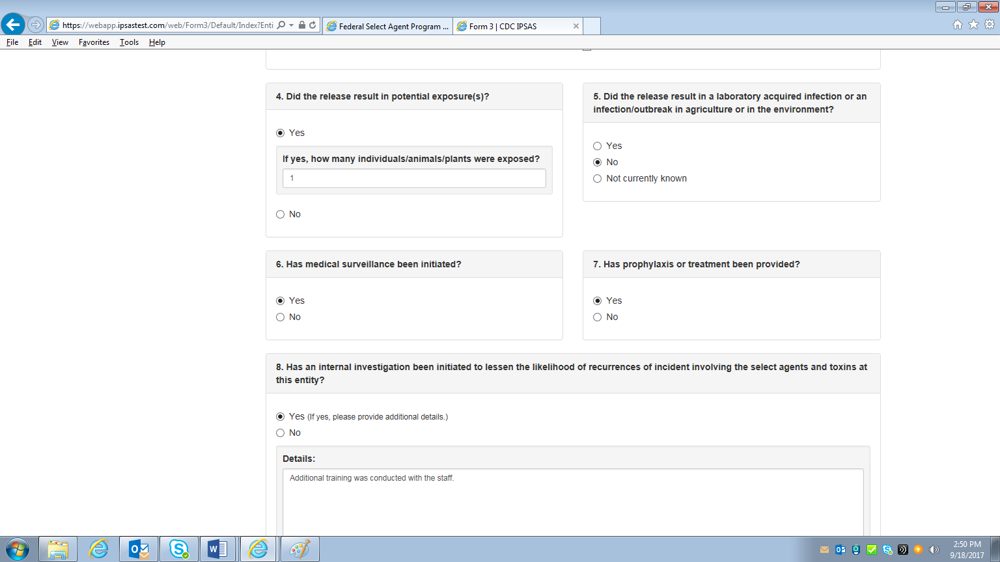 https://webapp.ipsastest.com/web/Form3/Default/Index?Enti
Federal Select Agent Program ...
Form 3 | CDC IPSAS
File Edit View Favorites Tools Help
4. Did the release result in potential exposure(s)?
Yes
If yes, how many individuals/animals/plants were exposed?
1
No
5. Did the release result in a laboratory acquired infection or an
infection/outbreak in agriculture or in the environment?
Yes
No
Not currently known
6. Has medical surveillance been initiated?
Yes
No
7. Has prophylaxis or treatment been provided?
Yes
No
8. Has an internal investigation been initiated to lessen the likelihood of recurrences of incident involving the select agents and toxins at
this entity?
Yes (If yes, please provide additional details.)
No
Details:
Additional training was conducted with the staff.
2:50 PM
9/18/2017